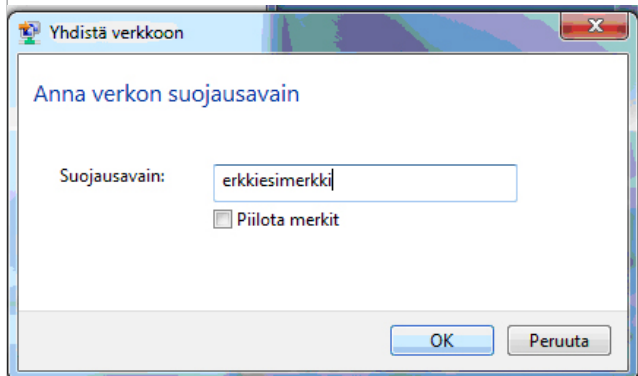 Yhdistä verkkoon
Anna verkon suojausavain
Suojausavain: erkkiesimerkki
Piilota merkit
OK Peruuta